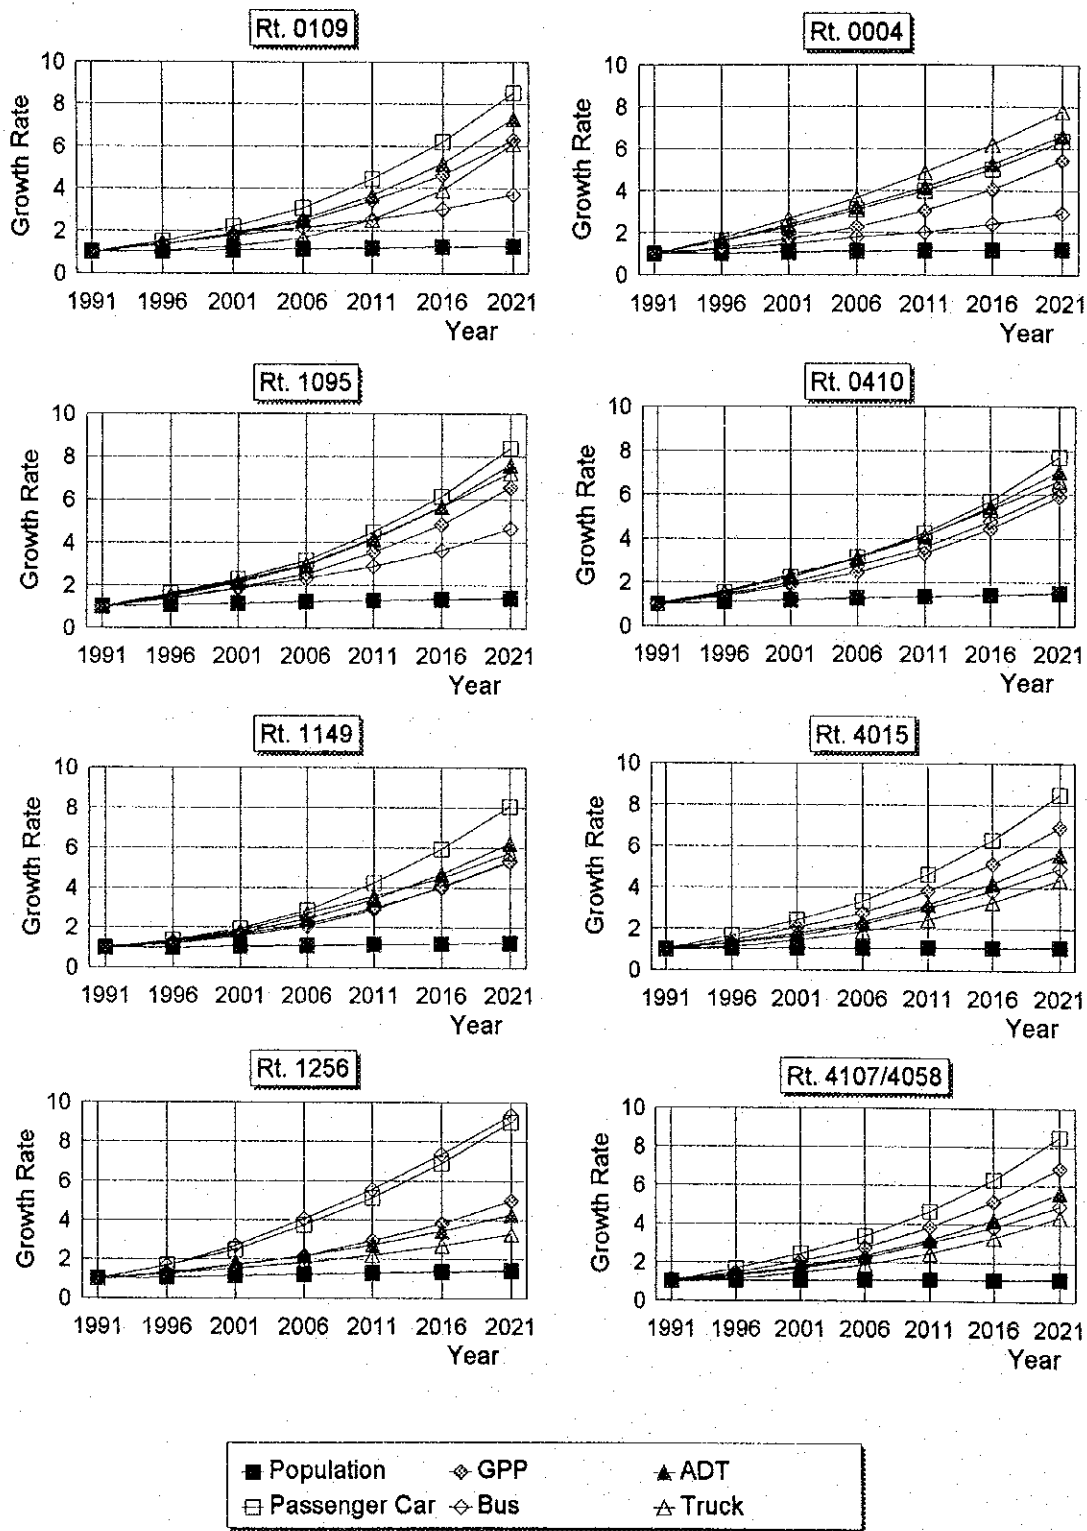 Rt. 0109
10
8
6
4
2
0
Growth Rate
1991 1996 2001 2006 2011 2016 2021
Year
Rt. 0004
10
8
6
4
2
0
Growth Rate
1991 1996 2001 2006 2011 2016 2021
Year
Rt. 1095
10
8
6
4
2
0
Growth Rate
1991 1996 2001 2006 2011 2016 2021
Year
Rt. 0410
10
8
6
4
2
0
Growth Rate
1991 1996 2001 2006 2011 2016 2021
Year
Rt. 1149
10
8
6
4
2
0
Growth Rate
1991 1996 2001 2006 2011 2016 2021
Year
Rt. 4015
10
8
6
4
2
0
Growth Rate
1991 1996 2001 2006 2011 2016 2021
Year
Rt. 1256
10
8
6
4
2
0
Growth Rate
1991 1996 2001 2006 2011 2016 2021
Year
Rt. 4107/4058
10
8
6
4
2
0
Growth Rate
1991 1996 2001 2006 2011 2016 2021
Year
Population GPP ADT
Passenger Car Bus Truck